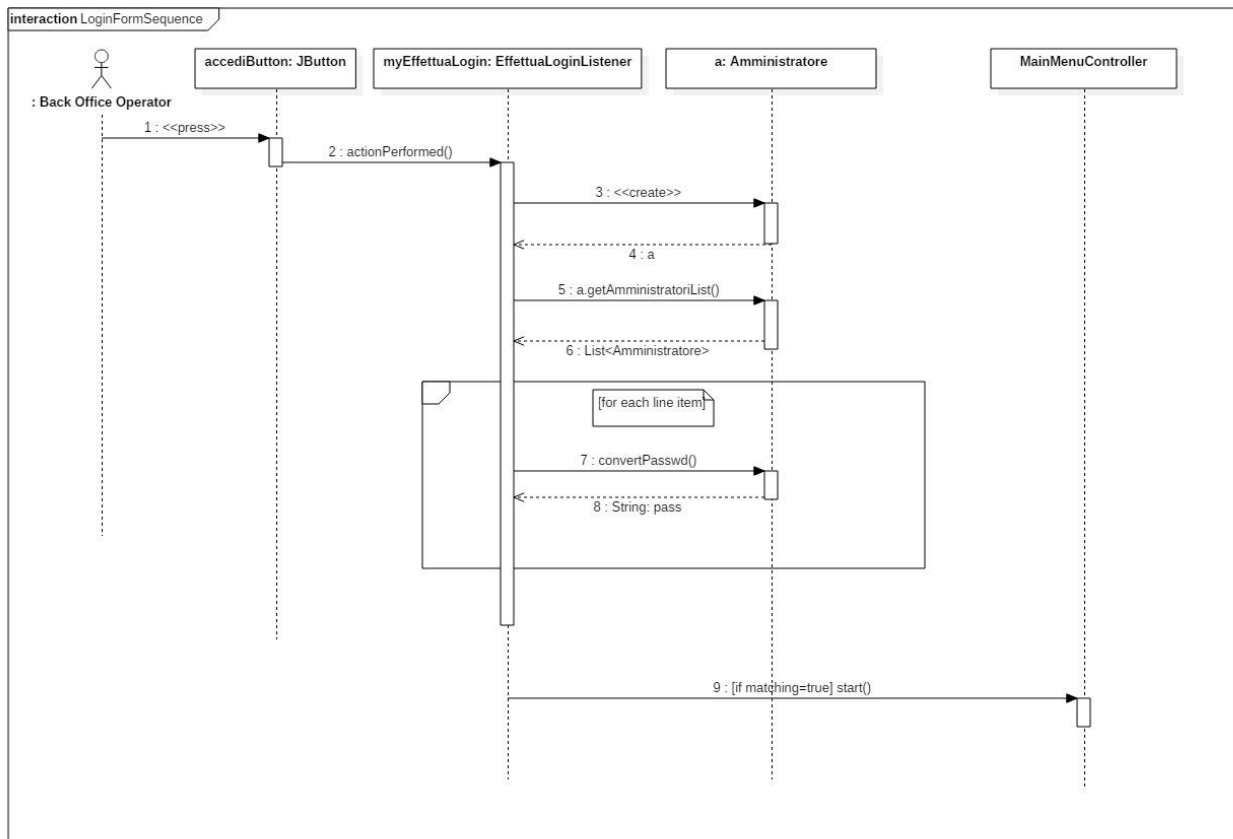 interaction LoginFormSequence
accediButton: JButton
myEffettuaLogin: EffettuaLoginListener
a: Amministratore
MainMenuController
: Back Office Operator
1 : <<press>>
2 : actionPerformed()
3 : <<create>>
4 : a
5 : a.getAmministratoriList()
6 : List<Amministratore>
[for each line item]
7 : convertPasswd()
8 : String: pass
9 : [if matching=true] start()